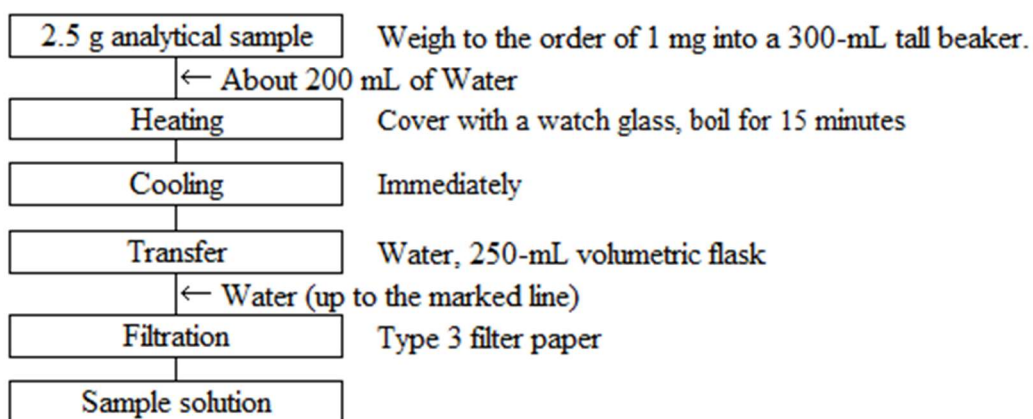 2.5 g analytical sample Weigh to the order of 1 mg into a 300-mL tall beaker.
← About 200 mL of Water
Heating Cover with a watch glass, boil for 15 minutes
Cooling Immediately
Transfer Water, 250-mL volumetric flask
← Water (up to the marked line)
Filtration Type 3 filter paper
Sample solution